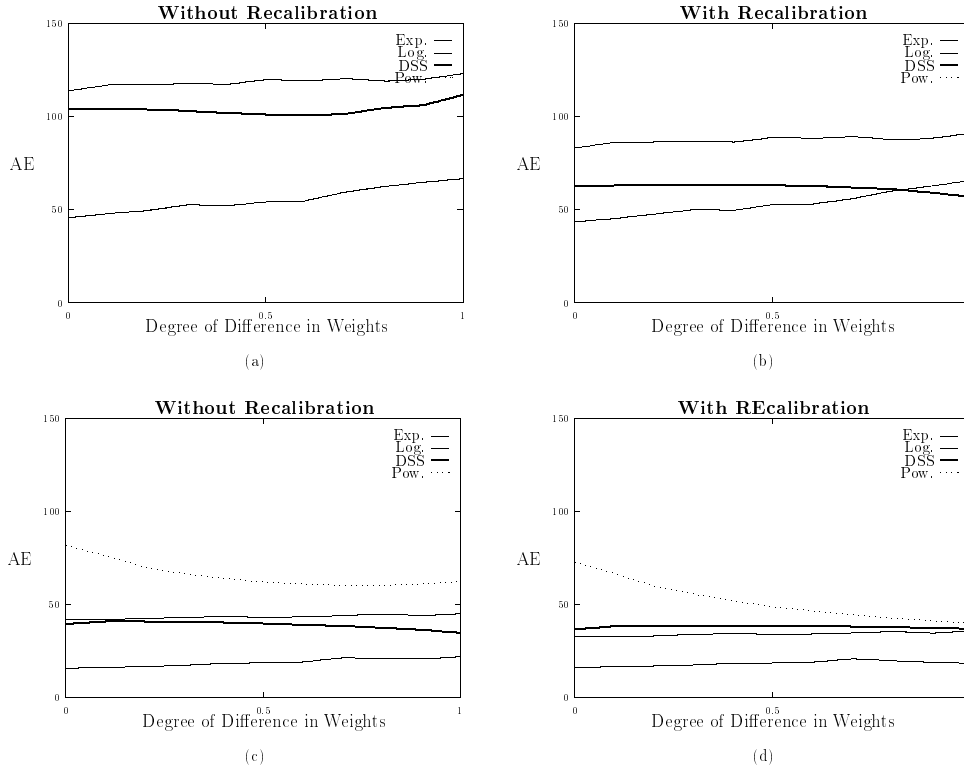 Without Recalibration
150
Exp.
Log.
DSS
Pow.
100
AE
50
0
0
0.5
1
Degree of Difference in Weights
(a)
With Recalibration
150
Exp.
Log.
DSS
Pow.
100
AE
50
0
0
0.5
Degree of Difference in Weights
(b)
Without Recalibration
150
Exp.
Log.
DSS
Pow.
100
AE
50
0
0
0.5
1
Degree of Difference in Weights
(c)
With REcalibration
150
Exp.
Log.
DSS
Pow.
100
AE
50
0
0
0.5
Degree of Difference in Weights
(d)